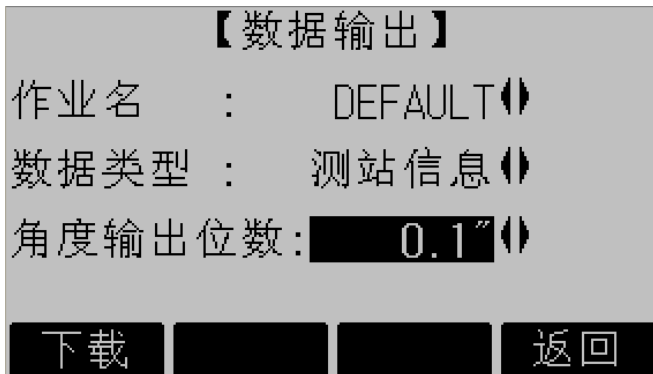 【数据输出】
作业名 : DEFAULT
数据类型 : 测站信息
角度输出位数: 0.1″
下载 返回